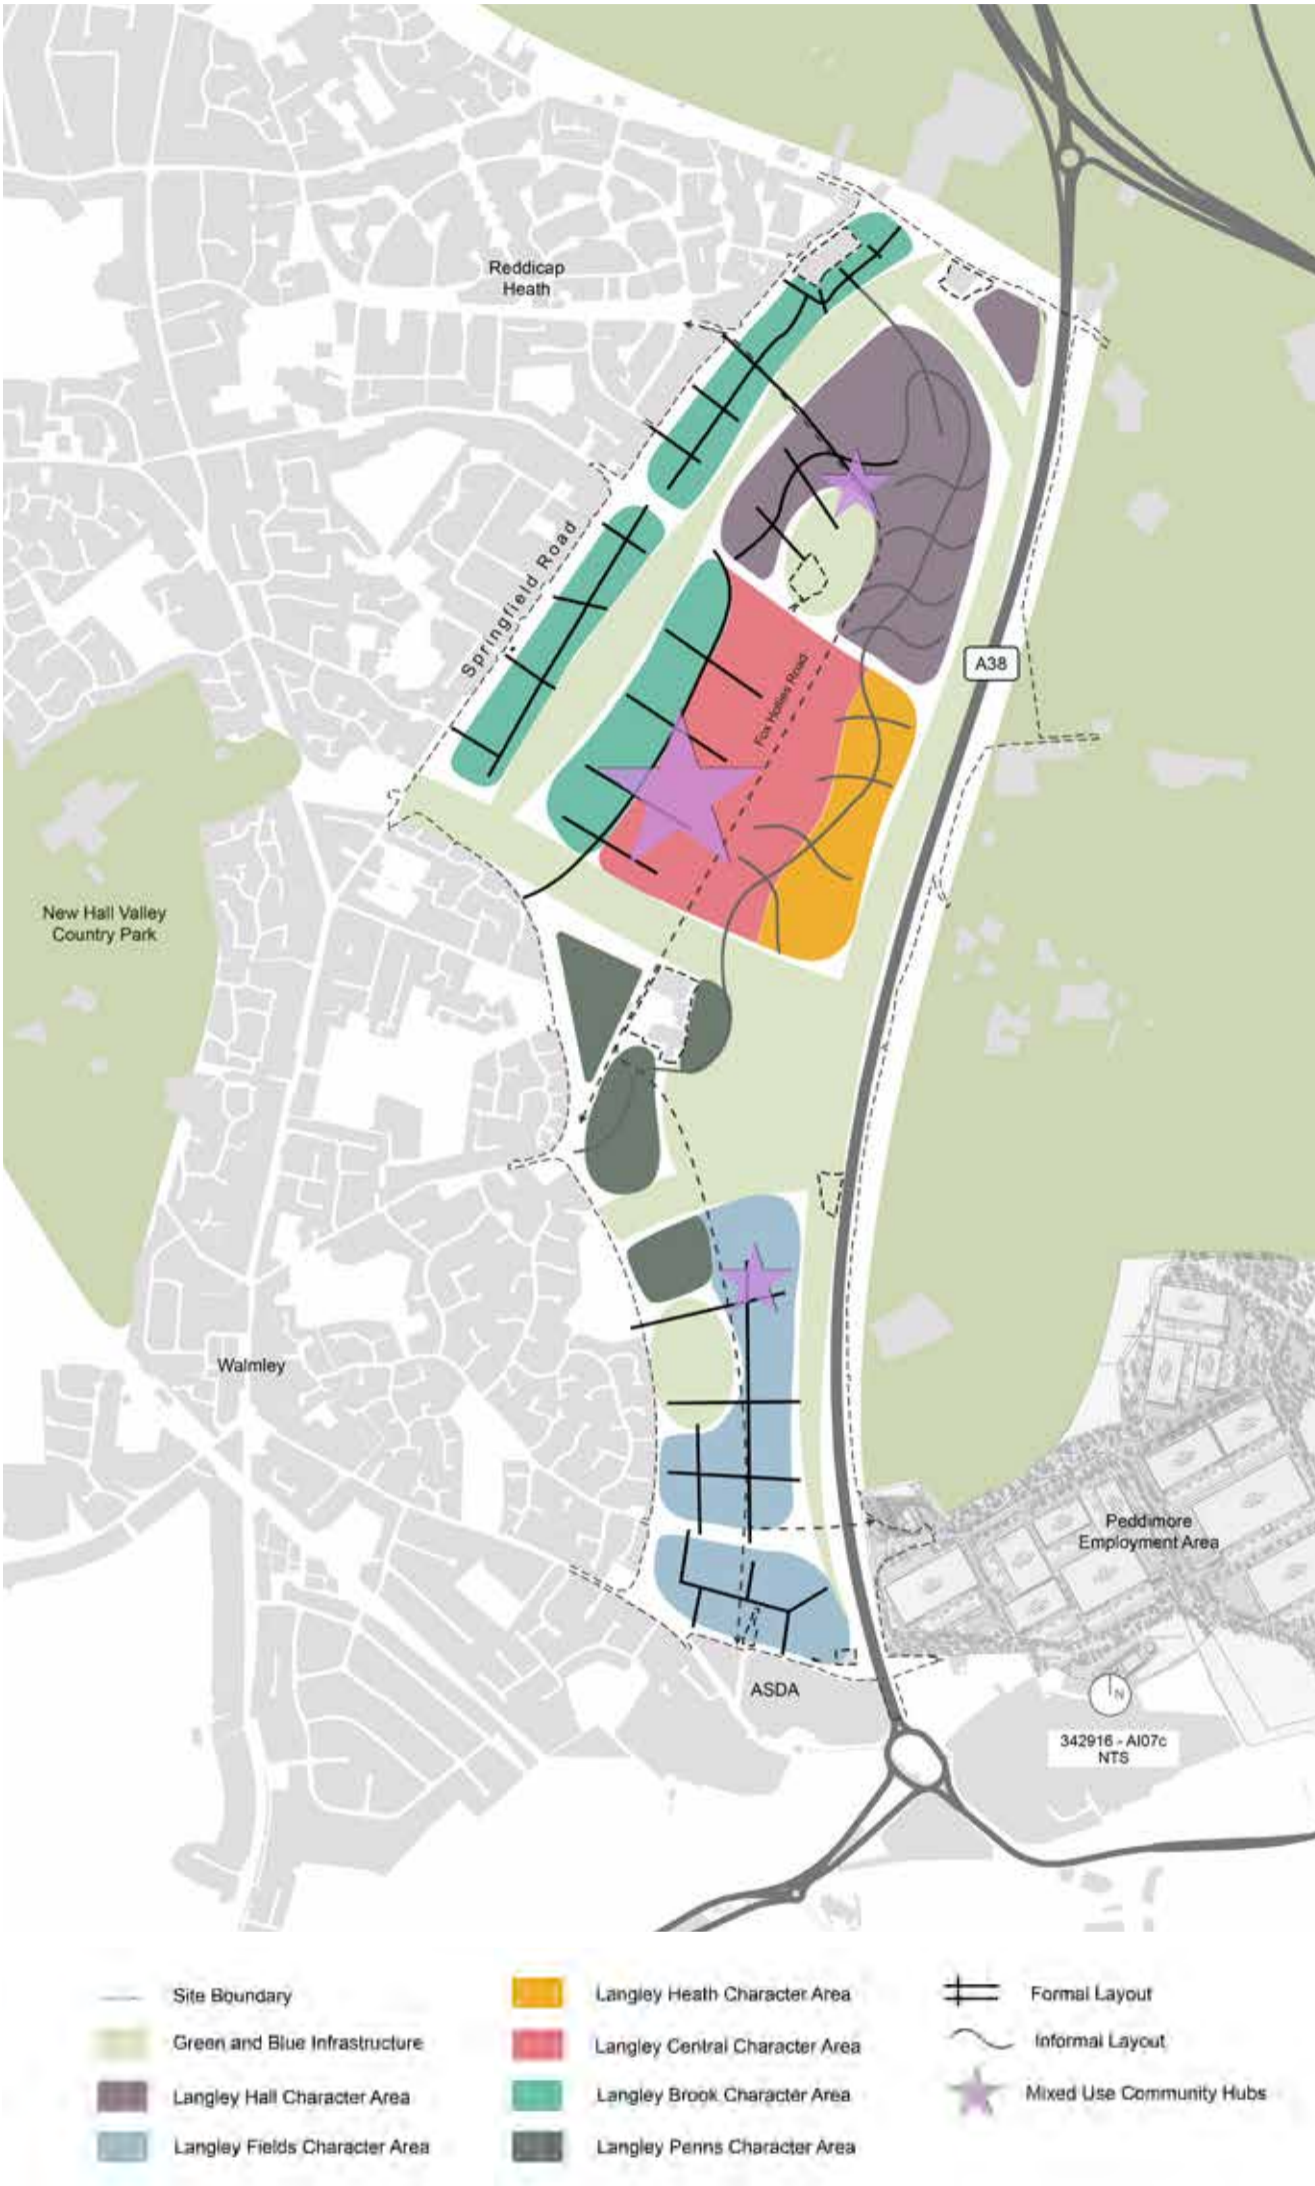 Reddicap
Heath
Springfield Road
A38
Fox Hollies Road
New Hall Valley
Country Park
Walmley
Peddimore
Employment Area
ASDA
N
342916 - AI07c
NTS
Site Boundary
Green and Blue Infrastructure
Langley Hall Character Area
Langley Fields Character Area
Langley Heath Character Area
Langley Central Character Area
Langley Brook Character Area
Langley Penns Character Area
Formal Layout
Informal Layout
Mixed Use Community Hubs